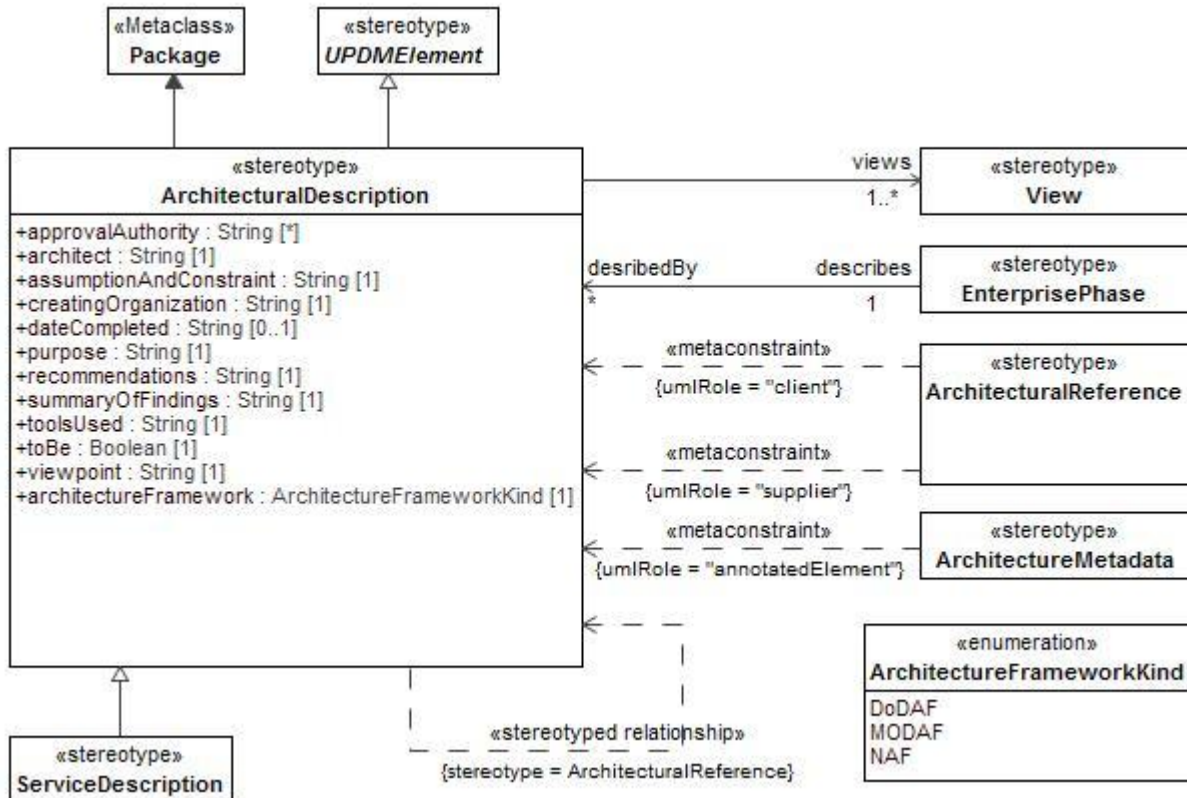 «Metaclass»
Package
«stereotype»
UPDMElement
«stereotype»
ArchitecturalDescription
+approvalAuthority : String [*]
+architect : String [1]
+assumptionAndConstraint : String [1]
+creatingOrganization : String [1]
+dateCompleted : String [0..1]
+purpose : String [1]
+recommendations : String [1]
+summaryOfFindings : String [1]
+toolsUsed : String [1]
+toBe : Boolean [1]
+viewpoint : String [1]
+architectureFramework : ArchitectureFrameworkKind [1]
views
1..*
«stereotype»
View
desribedBy
*
describes
1
«stereotype»
EnterprisePhase
«metaconstraint»
{umlRole = "client"}
«stereotype»
ArchitecturalReference
«metaconstraint»
{umlRole = "supplier"}
«metaconstraint»
{umlRole = "annotatedElement"}
«stereotype»
ArchitectureMetadata
«enumeration»
ArchitectureFrameworkKind
DoDAF
MODAF
NAF
«stereotyped relationship»
{stereotype = ArchitecturalReference}
«stereotype»
ServiceDescription